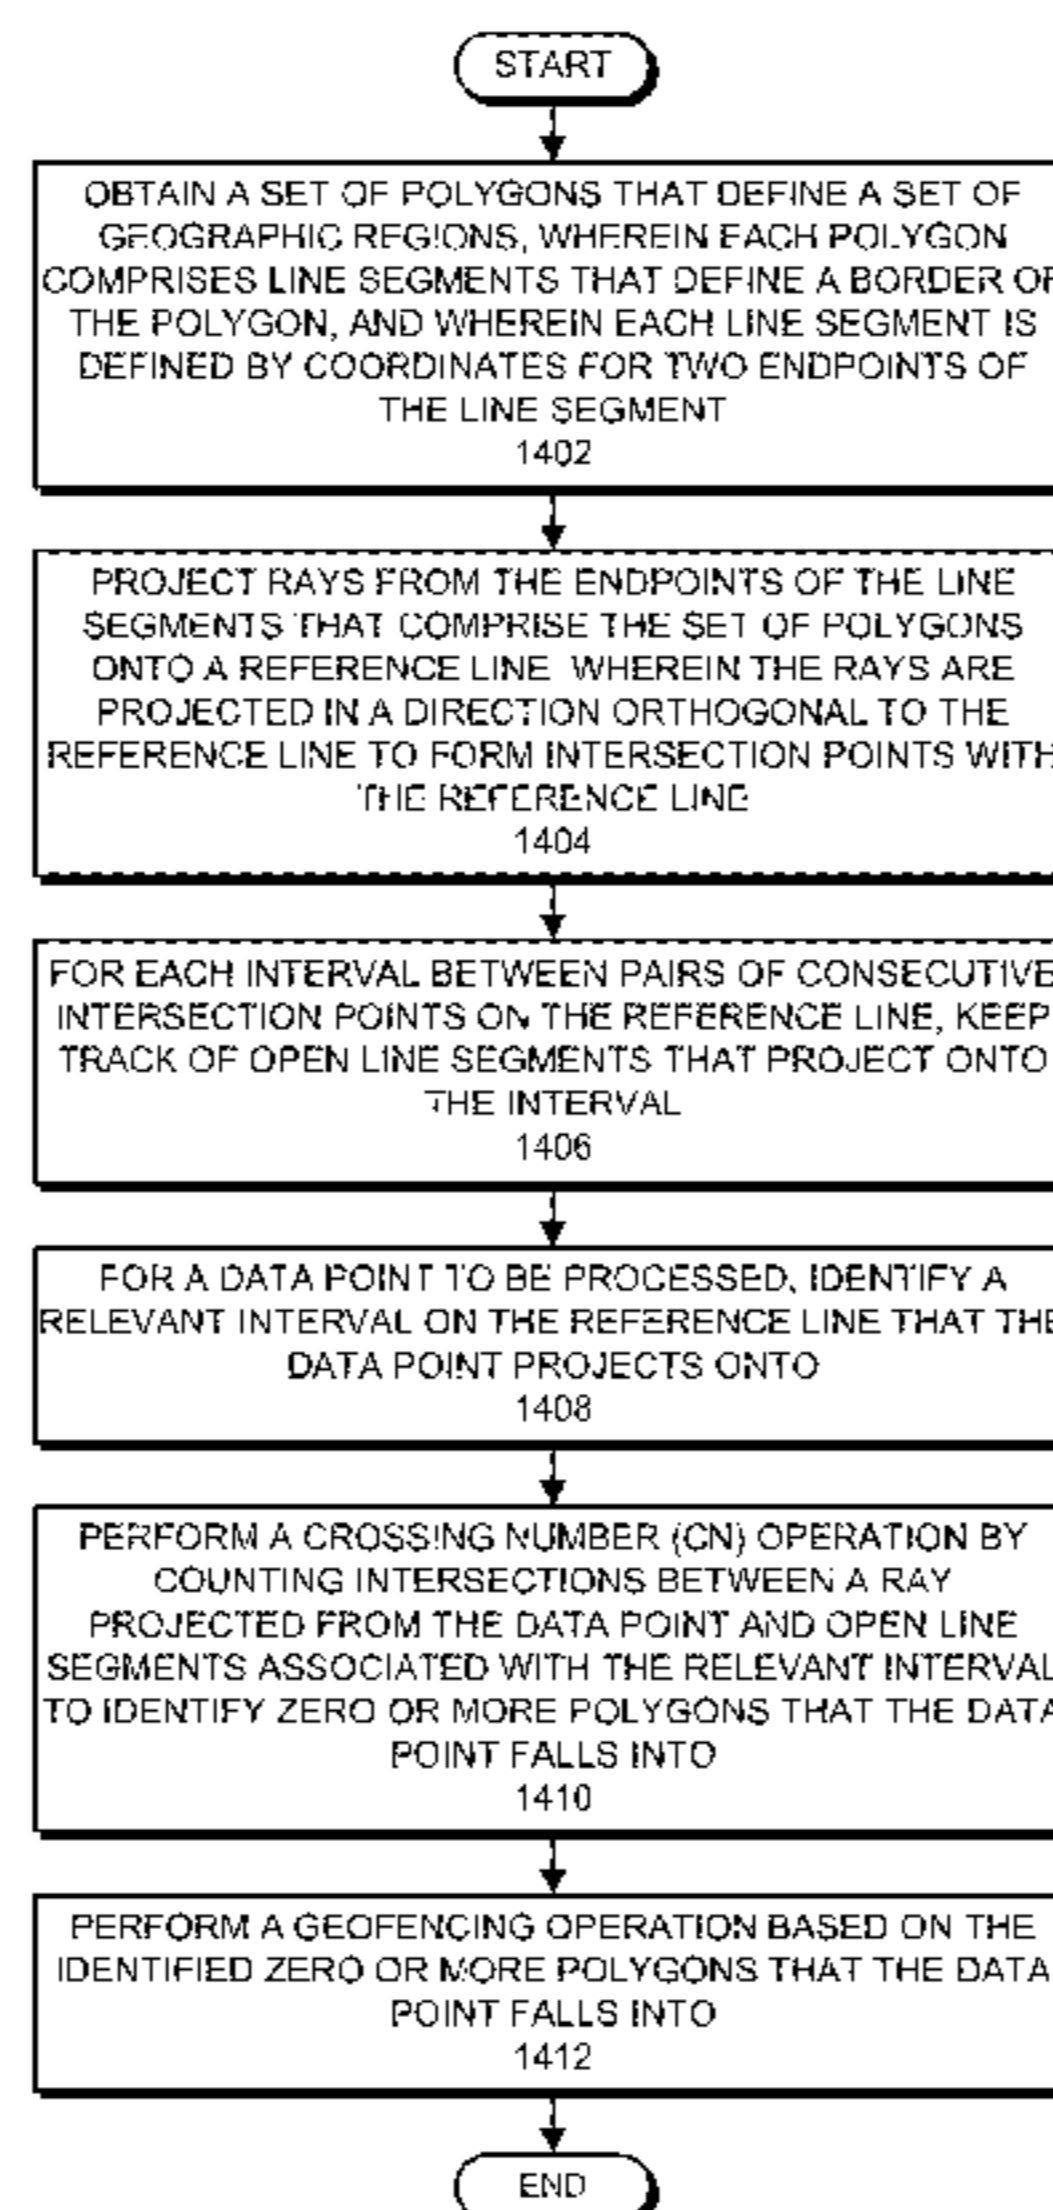 START
OBTAIN A SET OF POLYGONS THAT DEFINE A SET OF
GEOGRAPHIC REGIONS, WHEREIN EACH POLYGON
COMPRISES LINE SEGMENTS THAT DEFINE A BORDER OF
THE POLYGON, AND WHEREIN EACH LINE SEGMENT IS
DEFINED BY COORDINATES FOR TWO ENDPOINTS OF
THE LINE SEGMENT
1402
PROJECT RAYS FROM THE ENDPOINTS OF THE LINE
SEGMENTS THAT COMPRISE THE SET OF POLYGONS
ONTO A REFERENCE LINE WHEREIN THE RAYS ARE
PROJECTED IN A DIRECTION ORTHOGONAL TO THE
REFERENCE LINE TO FORM INTERSECTION POINTS WITH
THE REFERENCE LINE
1404
FOR EACH INTERVAL BETWEEN PAIRS OF CONSECUTIVE
INTERSECTION POINTS ON THE REFERENCE LINE, KEEP
TRACK OF OPEN LINE SEGMENTS THAT PROJECT ONTO
THE INTERVAL
1406
FOR A DATA POINT TO BE PROCESSED, IDENTIFY A
RELEVANT INTERVAL ON THE REFERENCE LINE THAT THE
DATA POINT PROJECTS ONTO
1408
PERFORM A CROSSING NUMBER (CN) OPERATION BY
COUNTING INTERSECTIONS BETWEEN A RAY
PROJECTED FROM THE DATA POINT AND OPEN LINE
SEGMENTS ASSOCIATED WITH THE RELEVANT INTERVAL
TO IDENTIFY ZERO OR MORE POLYGONS THAT THE DATA
POINT FALLS INTO
1410
PERFORM A GEOFENCING OPERATION BASED ON THE
IDENTIFIED ZERO OR MORE POLYGONS THAT THE DATA
POINT FALLS INTO
1412
END